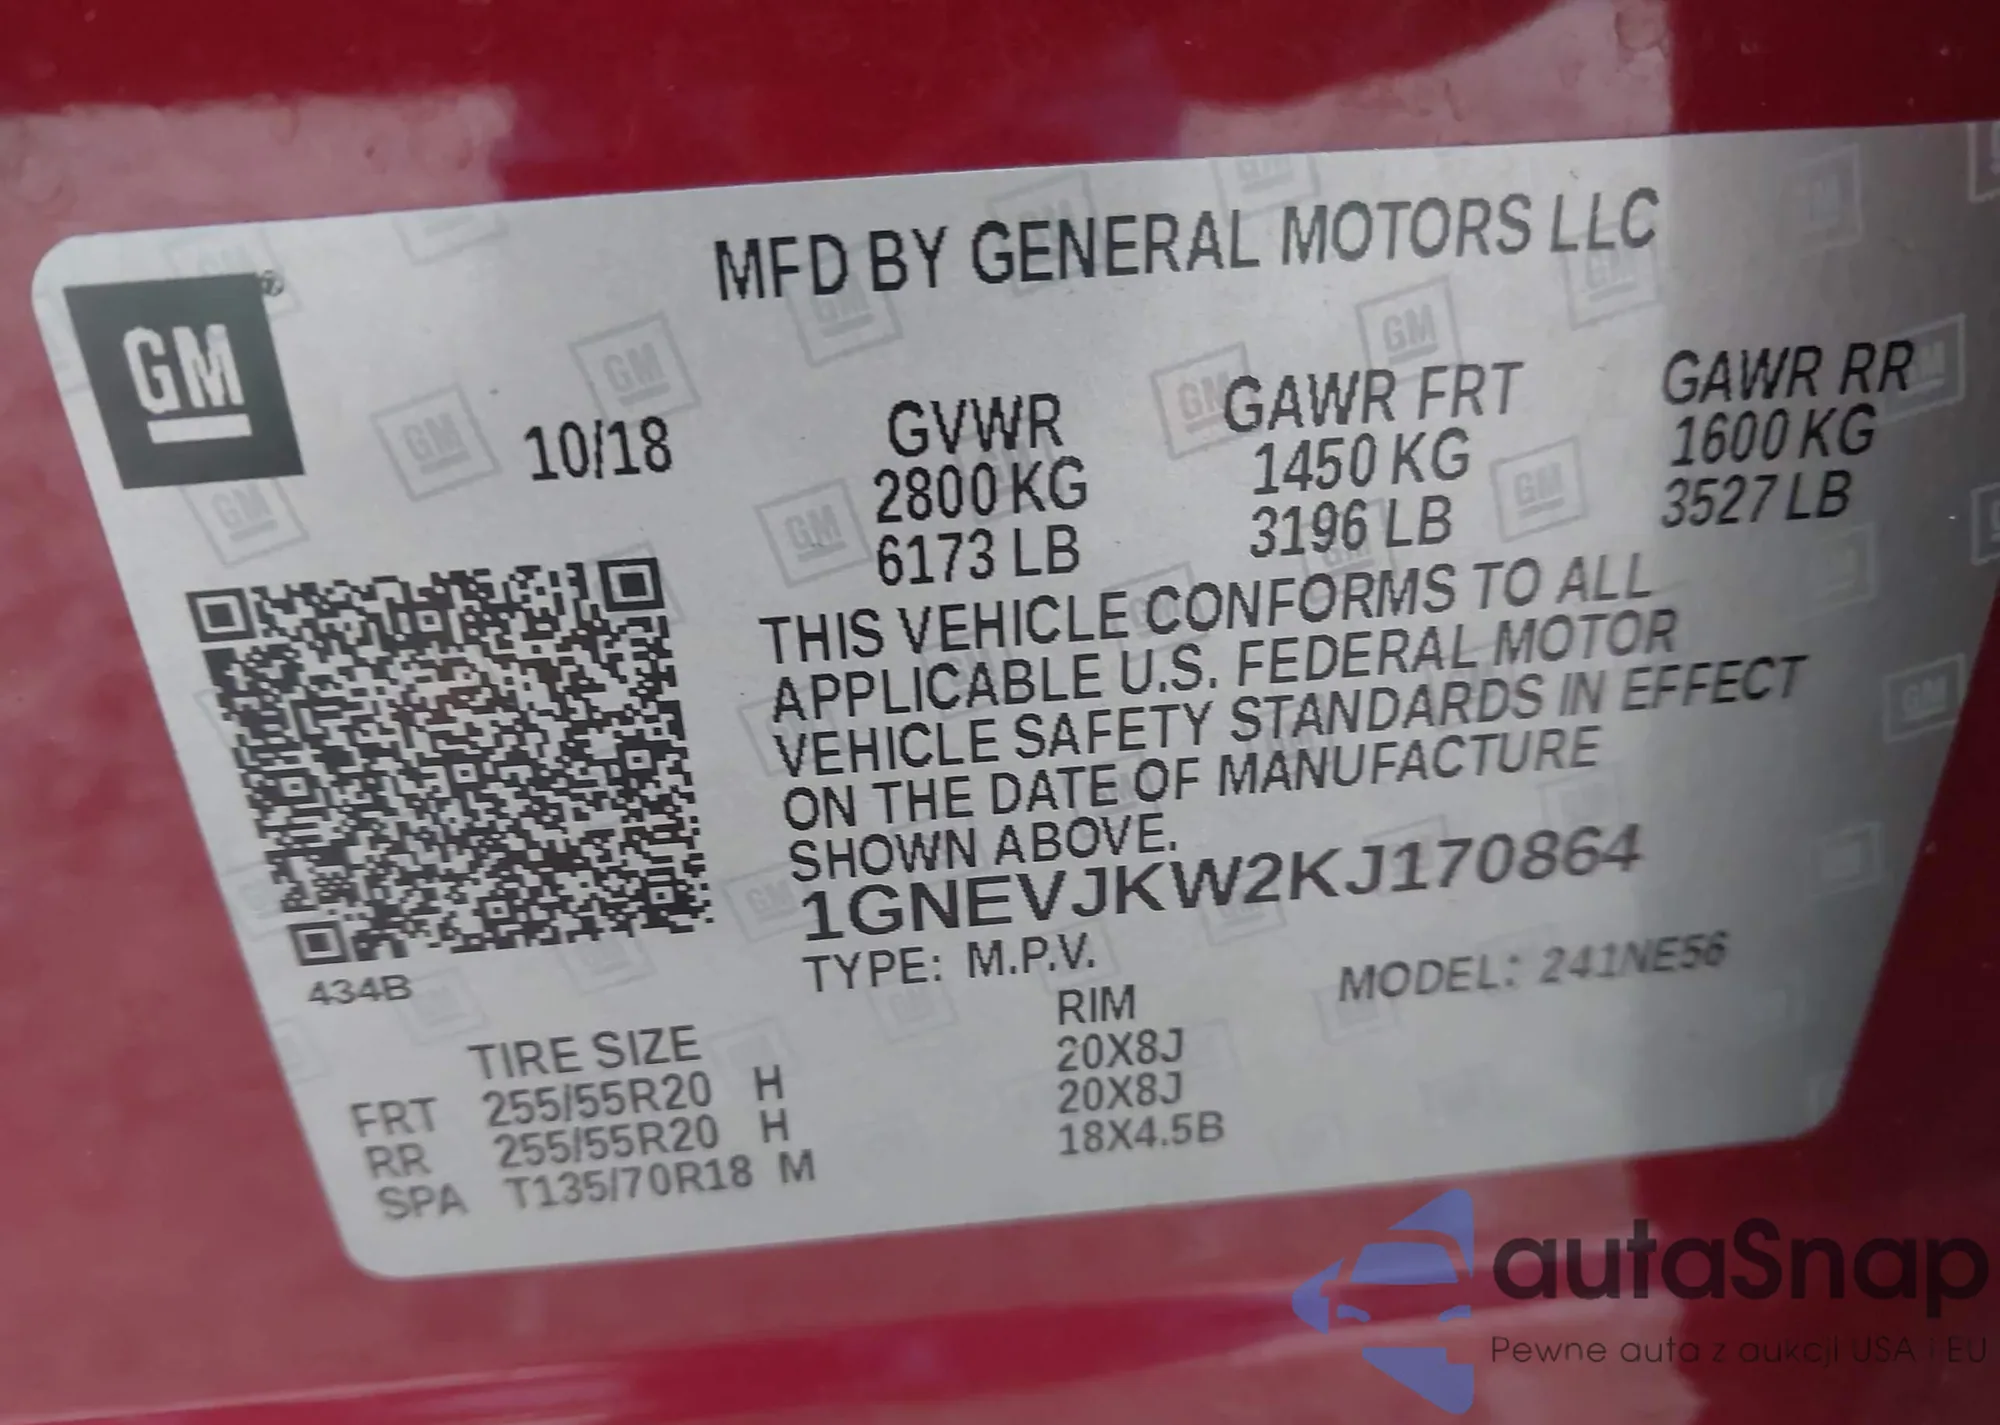 MFD BY GENERAL MOTORS LLC
GM
10/18
GVWR GAWR FRT GAWR RR
2800 KG 1450 KG 1600 KG
6173 LB 3196 LB 3527 LB
THIS VEHICLE CONFORMS TO ALL
APPLICABLE U.S. FEDERAL MOTOR
VEHICLE SAFETY STANDARDS IN EFFECT
ON THE DATE OF MANUFACTURE
SHOWN ABOVE.
1GNEVJKW2KJ170864
434B
TYPE: M.P.V. MODEL: 241NE56
TIRE SIZE RIM
FRT 255/55R20 H 20X8J
RR 255/55R20 H 20X8J
SPA T135/70R18 M 18X4.5B
autaSnap
Pewne auta z aukcji USA i EU